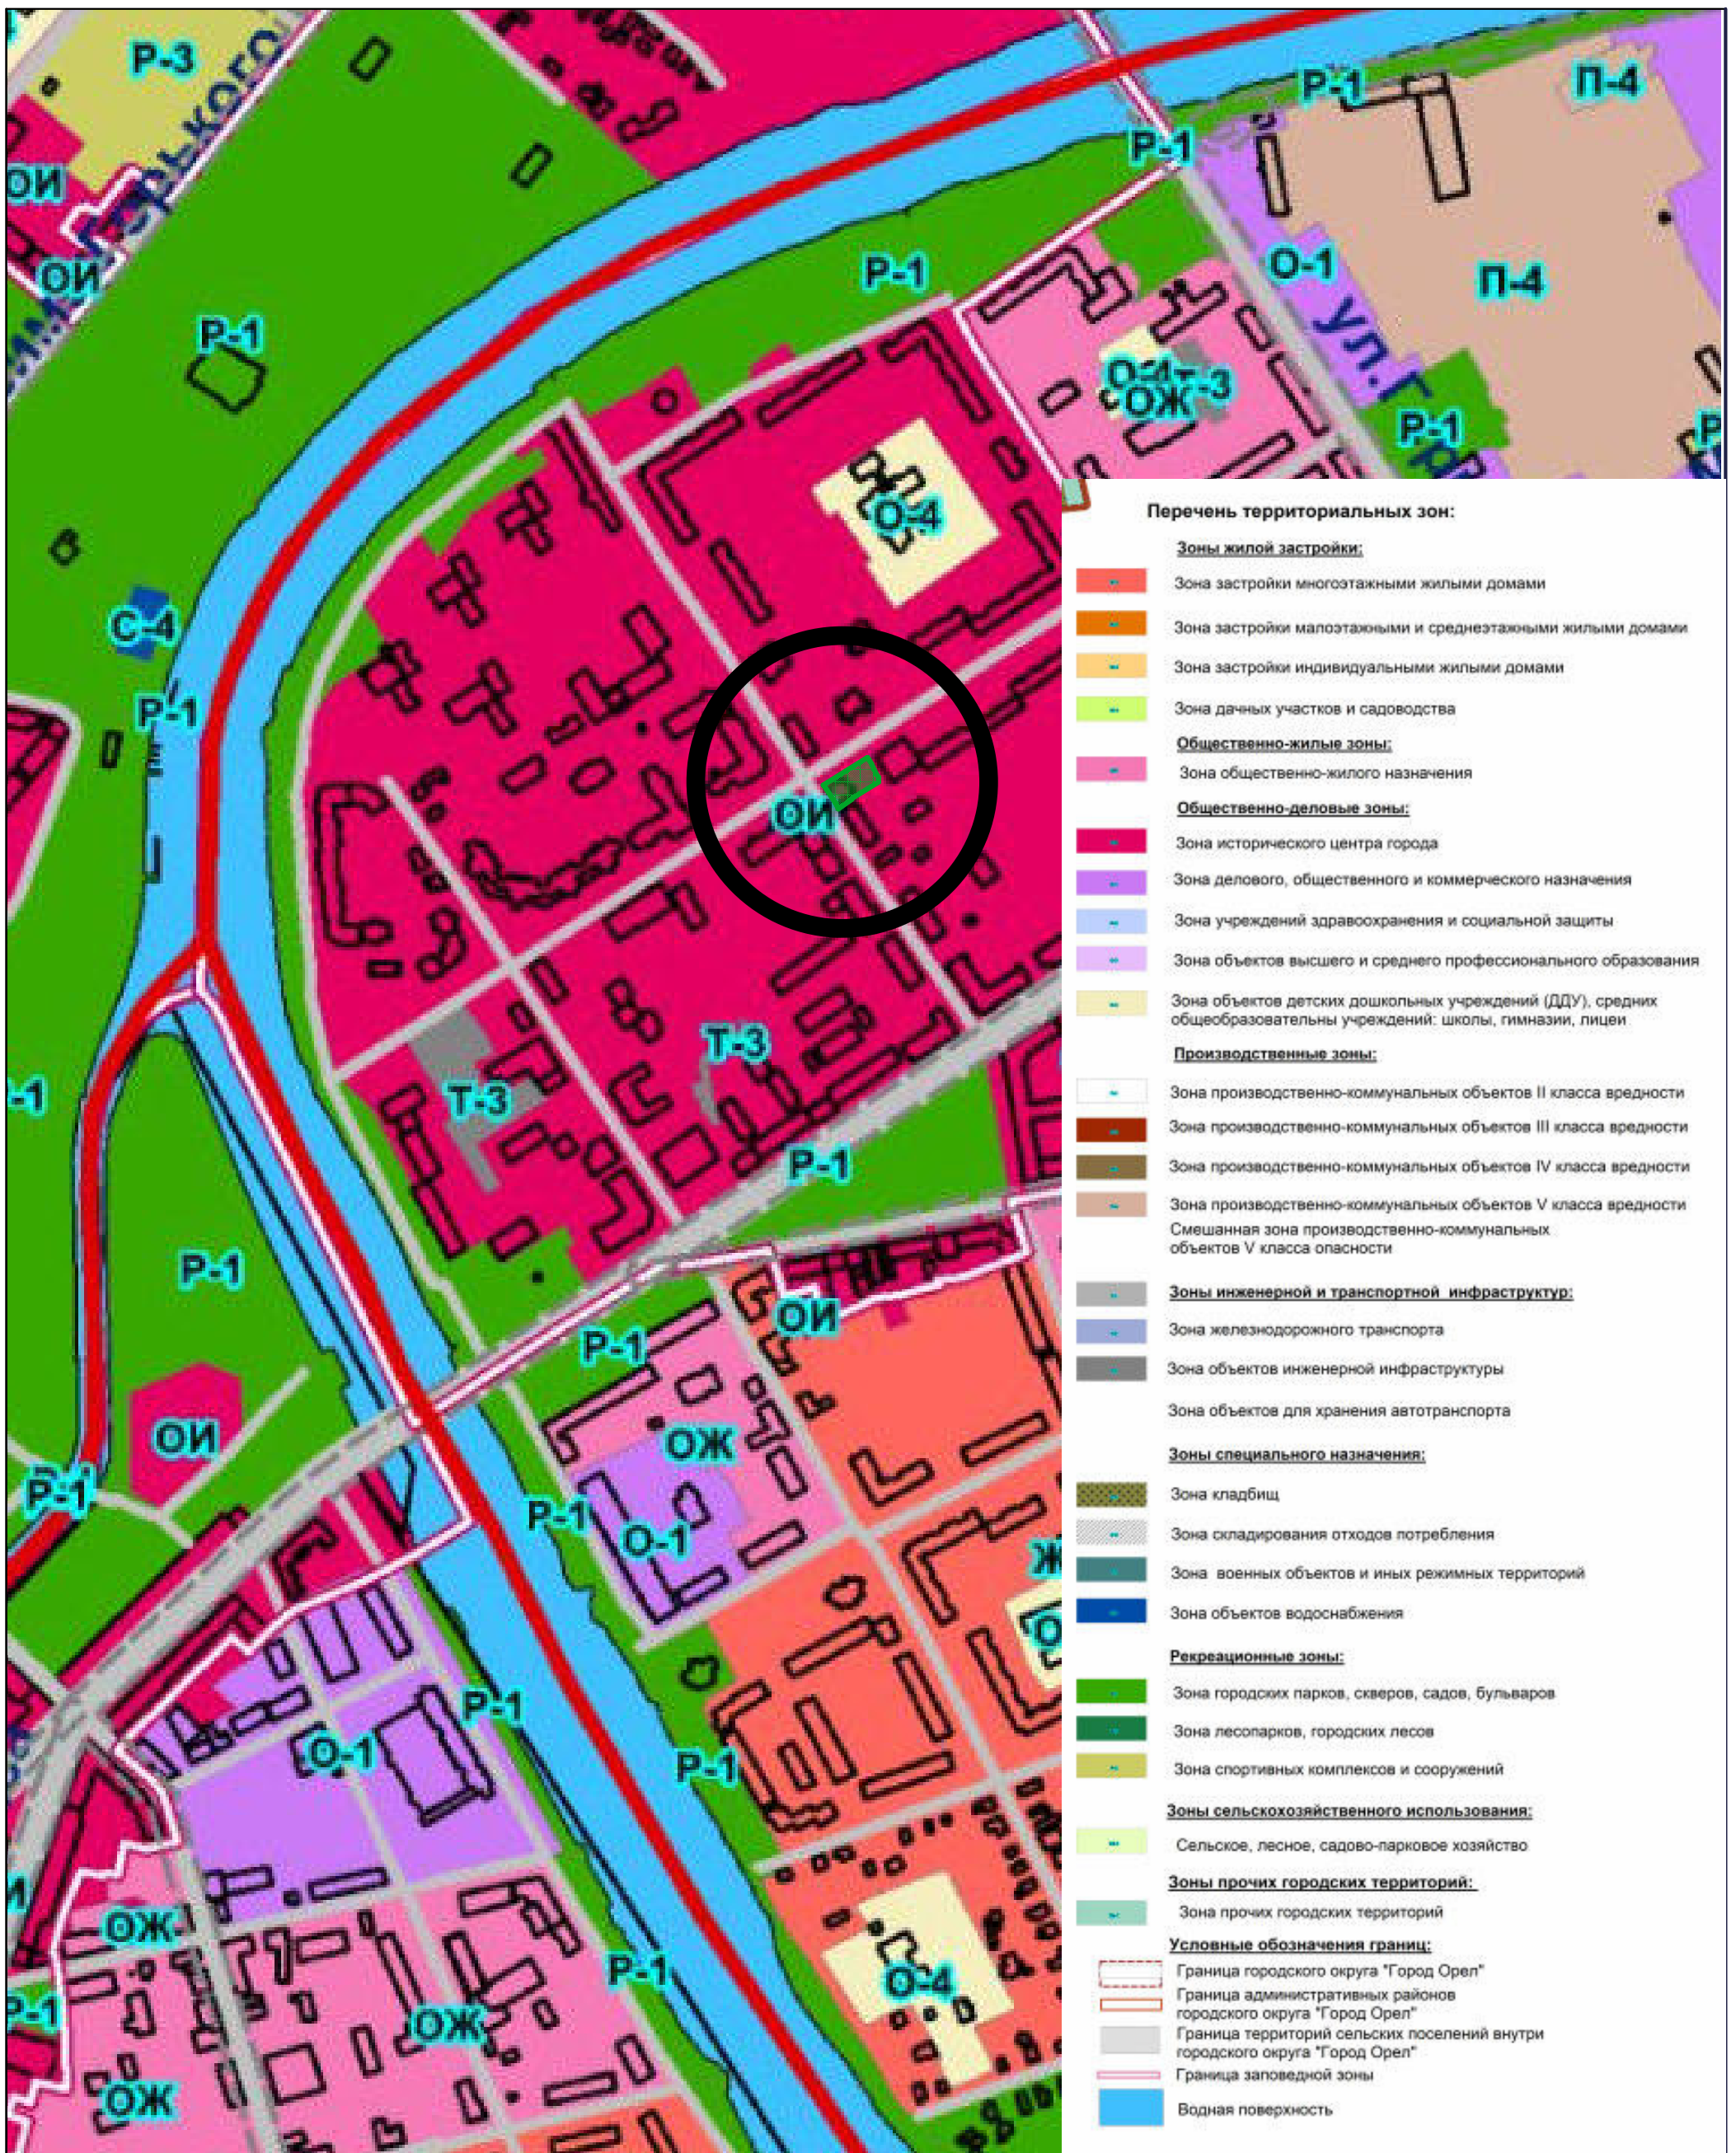 Р-3
Р-1
П-4
ОИ
Р-1
О-1
П-4
ОИ
Р-1
Р-1
ул.Г
О-4
ОЖ
-3
Р-1
О-4
С-4
Р-1
ОИ
Т-3
Т-3
-1
Р-1
Р-1
ОИ
Р-1
ОИ
ОЖ
Р-1
Р-1
О-1
Ж
О
Р-1
О-1
Р-1
И
ОЖ
Р-1
О-4
Р-1
ОЖ
ОЖ
Перечень территориальных зон:
Зоны жилой застройки:
Зона застройки многоэтажными жилыми домами
Зона застройки малоэтажными и среднеэтажными жилыми домами
Зона застройки индивидуальными жилыми домами
Зона дачных участков и садоводства
Общественно-жилые зоны:
Зона общественно-жилого назначения
Общественно-деловые зоны:
Зона исторического центра города
Зона делового, общественного и коммерческого назначения
Зона учреждений здравоохранения и социальной защиты
Зона объектов высшего и среднего профессионального образования
Зона объектов детских дошкольных учреждений (ДДУ), средних
общеобразовательны учреждений: школы, гимназии, лицеи
Производственные зоны:
Зона производственно-коммунальных объектов II класса вредности
Зона производственно-коммунальных объектов III класса вредности
Зона производственно-коммунальных объектов IV класса вредности
Зона производственно-коммунальных объектов V класса вредности
Смешанная зона производственно-коммунальных
объектов V класса опасности
Зоны инженерной и транспортной инфраструктур:
Зона железнодорожного транспорта
Зона объектов инженерной инфраструктуры
Зона объектов для хранения автотранспорта
Зоны специального назначения:
Зона кладбищ
Зона складирования отходов потребления
Зона военных объектов и иных режимных территорий
Зона объектов водоснабжения
Рекреационные зоны:
Зона городских парков, скверов, садов, бульваров
Зона лесопарков, городских лесов
Зона спортивных комплексов и сооружений
Зоны сельскохозяйственного использования:
Сельское, лесное, садово-парковое хозяйство
Зоны прочих городских территорий:
Зона прочих городских территорий
Условные обозначения границ:
Граница городского округа "Город Орел"
Граница административных районов
городского округа "Город Орел"
Граница территорий сельских поселений внутри
городского округа "Город Орел"
Граница заповедной зоны
Водная поверхность